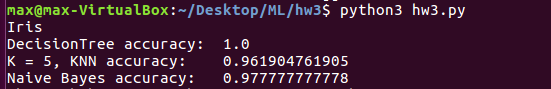 max@max-VirtualBox:~/Desktop/ML/hw3$ python3 hw3.py
Iris
DecisionTree accuracy:  1.0
K = 5, KNN accuracy:    0.961904761905
Naive Bayes accuracy:   0.977777777778